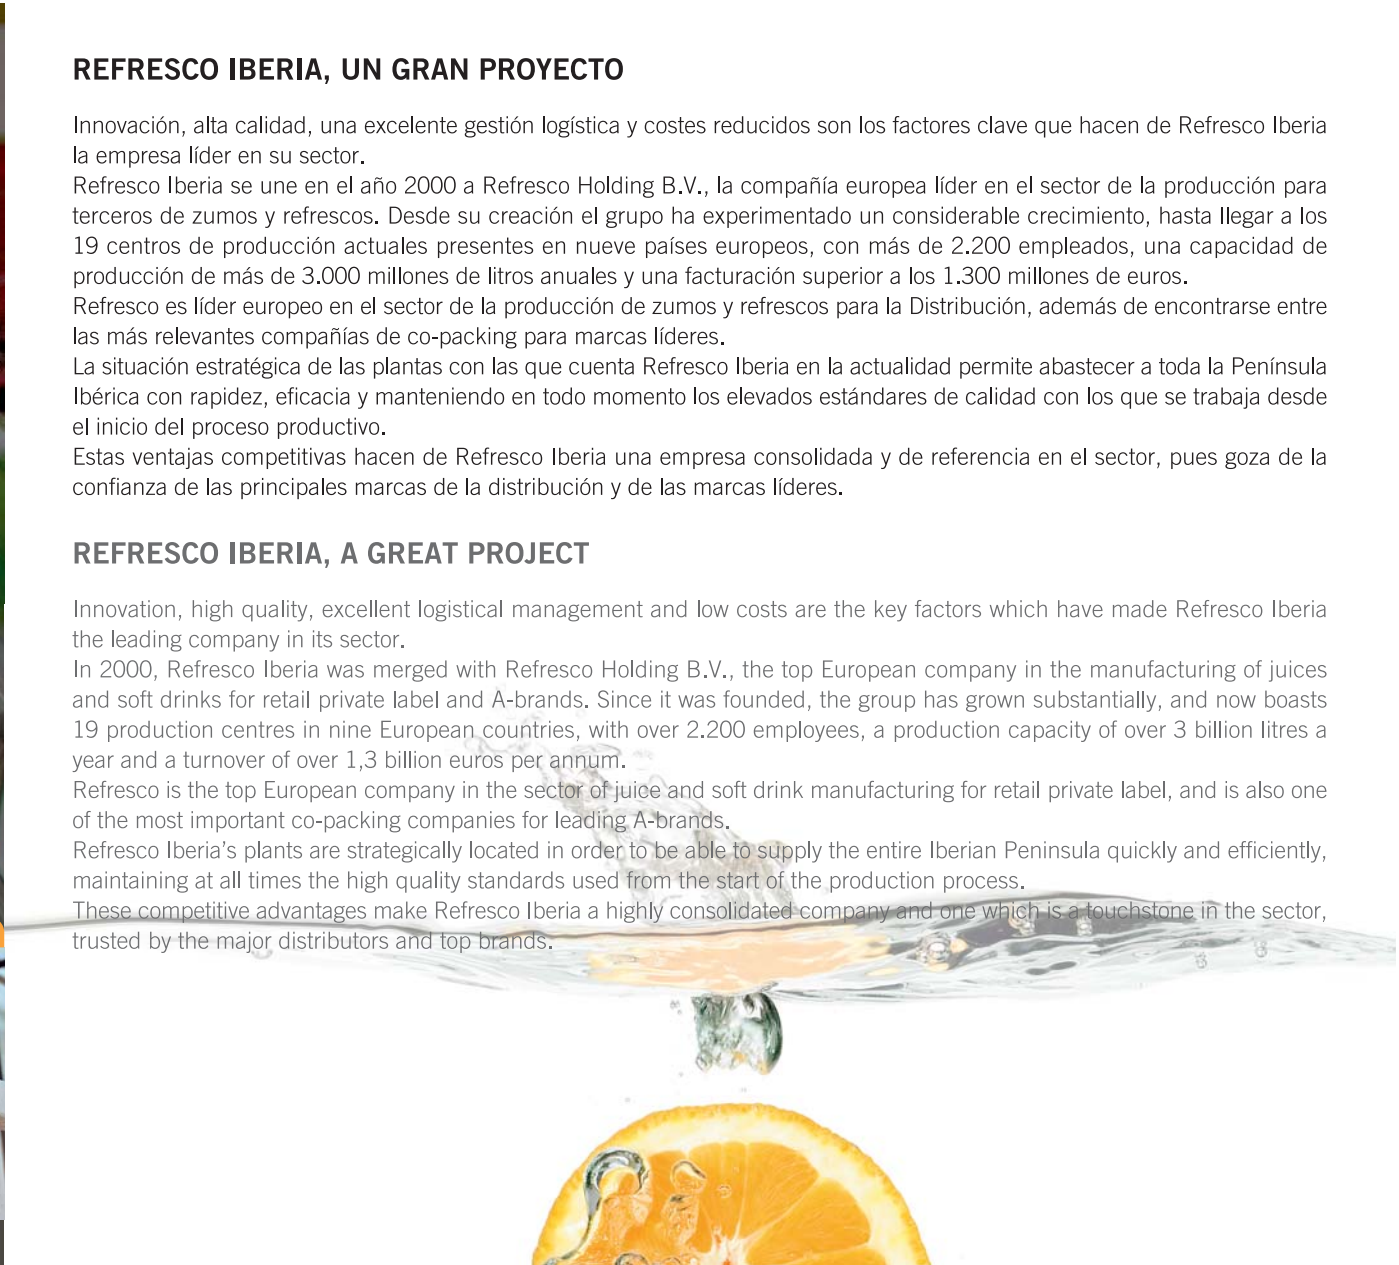 REFRESCO IBERIA, UN GRAN PROYECTO
Innovación, alta calidad, una excelente gestión logística y costes reducidos son los factores clave que hacen de Refresco Iberia
la empresa líder en su sector.
Refresco Iberia se une en el año 2000 a Refresco Holding B.V., la compañía europea líder en el sector de la producción para
terceros de zumos y refrescos. Desde su creación el grupo ha experimentado un considerable crecimiento, hasta llegar a los
19 centros de producción actuales presentes en nueve países europeos, con más de 2.200 empleados, una capacidad de
producción de más de 3.000 millones de litros anuales y una facturación superior a los 1.300 millones de euros.
Refresco es líder europeo en el sector de la producción de zumos y refrescos para la Distribución, además de encontrarse entre
las más relevantes compañías de co-packing para marcas líderes.
La situación estratégica de las plantas con las que cuenta Refresco Iberia en la actualidad permite abastecer a toda la Península
Ibérica con rapidez, eficacia y manteniendo en todo momento los elevados estándares de calidad con los que se trabaja desde
el inicio del proceso productivo.
Estas ventajas competitivas hacen de Refresco Iberia una empresa consolidada y de referencia en el sector, pues goza de la
confianza de las principales marcas de la distribución y de las marcas líderes.
REFRESCO IBERIA, A GREAT PROJECT
Innovation, high quality, excellent logistical management and low costs are the key factors which have made Refresco Iberia
the leading company in its sector.
In 2000, Refresco Iberia was merged with Refresco Holding B.V., the top European company in the manufacturing of juices
and soft drinks for retail private label and A-brands. Since it was founded, the group has grown substantially, and now boasts
19 production centres in nine European countries, with over 2.200 employees, a production capacity of over 3 billion litres a
year and a turnover of over 1,3 billion euros per annum.
Refresco is the top European company in the sector of juice and soft drink manufacturing for retail private label, and is also one
of the most important co-packing companies for leading A-brands.
Refresco Iberia's plants are strategically located in order to be able to supply the entire Iberian Peninsula quickly and efficiently,
maintaining at all times the high quality standards used from the start of the production process.
These competitive advantages make Refresco Iberia a highly consolidated company and one which is a touchstone in the sector,
trusted by the major distributors and top brands.